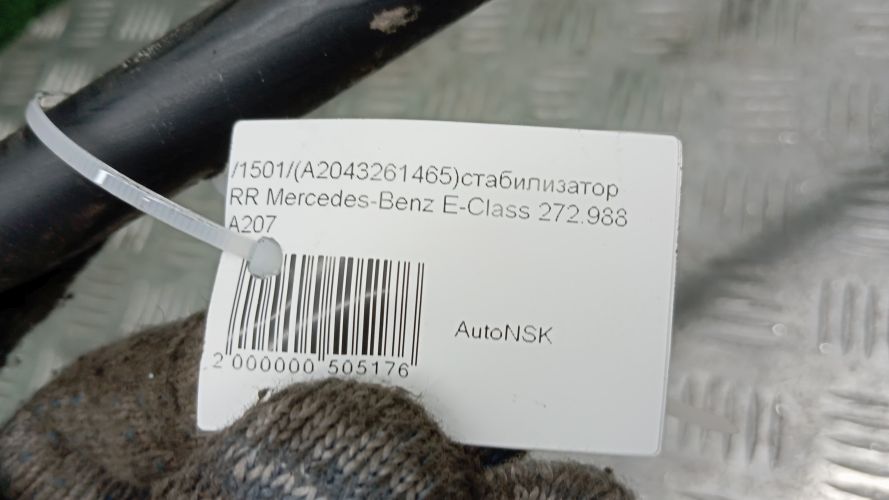 /1501/(A2043261465)стабилизатор
RR Mercedes-Benz E-Class 272.988
A207
AutoNSK
2 000000 505176